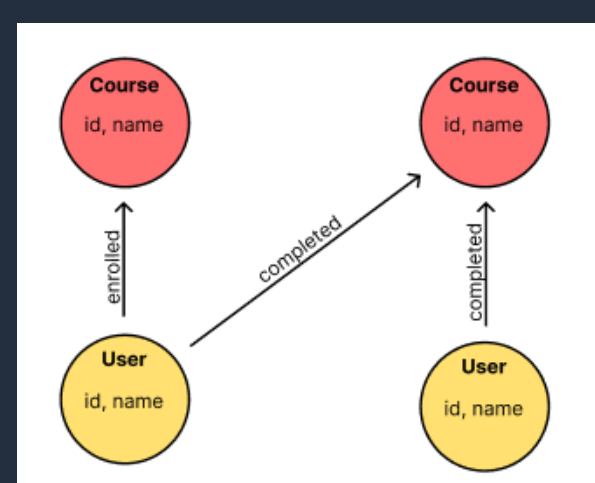 Course
id, name
Course
id, name
enrolled
completed
completed
User
id, name
User
id, name